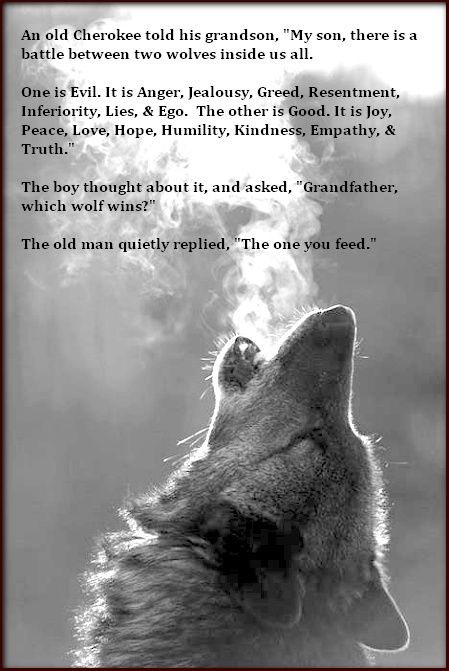 An old Cherokee told his grandson, "My son, there is a
battle between two wolves inside us all.
One is Evil. It is Anger, Jealousy, Greed, Resentment,
Inferiority, Lies, & Ego.  The other is Good. It is Joy,
Peace, Love, Hope, Humility, Kindness, Empathy, &
Truth."
The boy thought about it, and asked, "Grandfather,
which wolf wins?"
The old man quietly replied, "The one you feed."